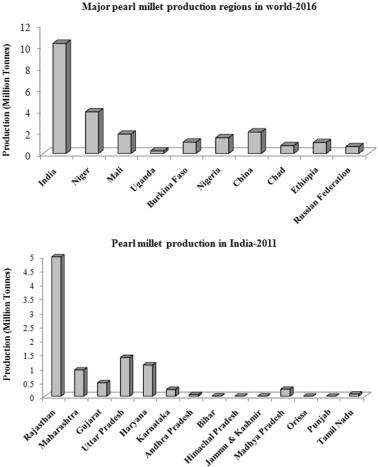 Major pearl millet production regions in world-2016
Production (Million Tonnes)
12
10
8
6
4
2
0
India
Niger
Mali
Uganda
Burkina Faso
Nigeria
China
Chad
Ethiopia
Russian Federation
Pearl millet production in India-2011
Production (Million Tonnes)
5
4.5
4
3.5
3
2.5
2
1.5
1
0.5
0
Rajasthan
Maharashtra
Gujarat
Uttar Pradesh
Haryana
Karnataka
Andhra Pradesh
Bihar
Himachal Pradesh
Jammu & Kashmir
Madhya Pradesh
Orissa
Punjab
Tamil Nadu